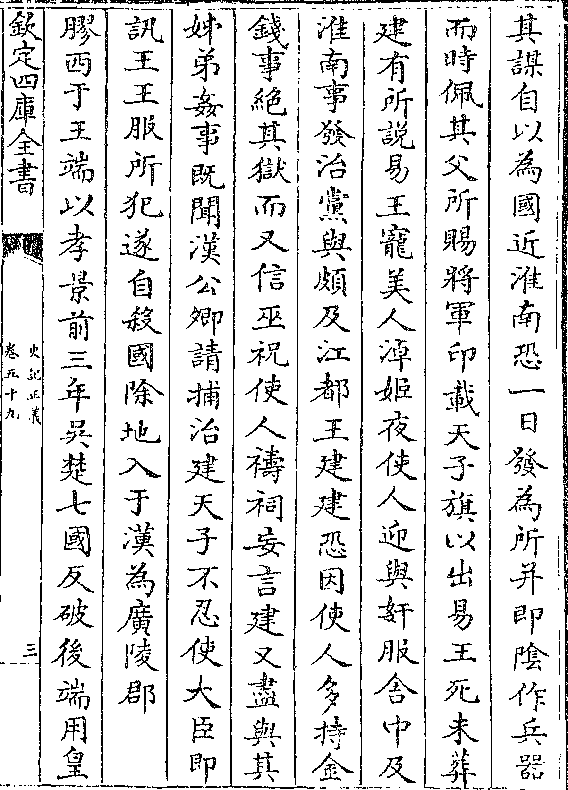 其謀自以為國近淮南恐一日發為所并即陰作兵器
而時佩其父所賜將軍印載天子旗以出易王死未葬
建有所説易王寵美人淖姬夜使人迎與奸服舎中及
淮南事發治黨與頗及江都王建建恐因使人多持金
錢事絶其獄而又信巫祝使人禱祠妄言建又盡與其
姊弟姦事既聞漢公卿請捕治建天子不忍使大臣即
訊王王服所犯遂自殺國除地入于漢為廣陵郡
膠西于王端以孝景前三年吳楚七國反破後端用皇
欽定四庫全書
史記正義
卷五十九
三